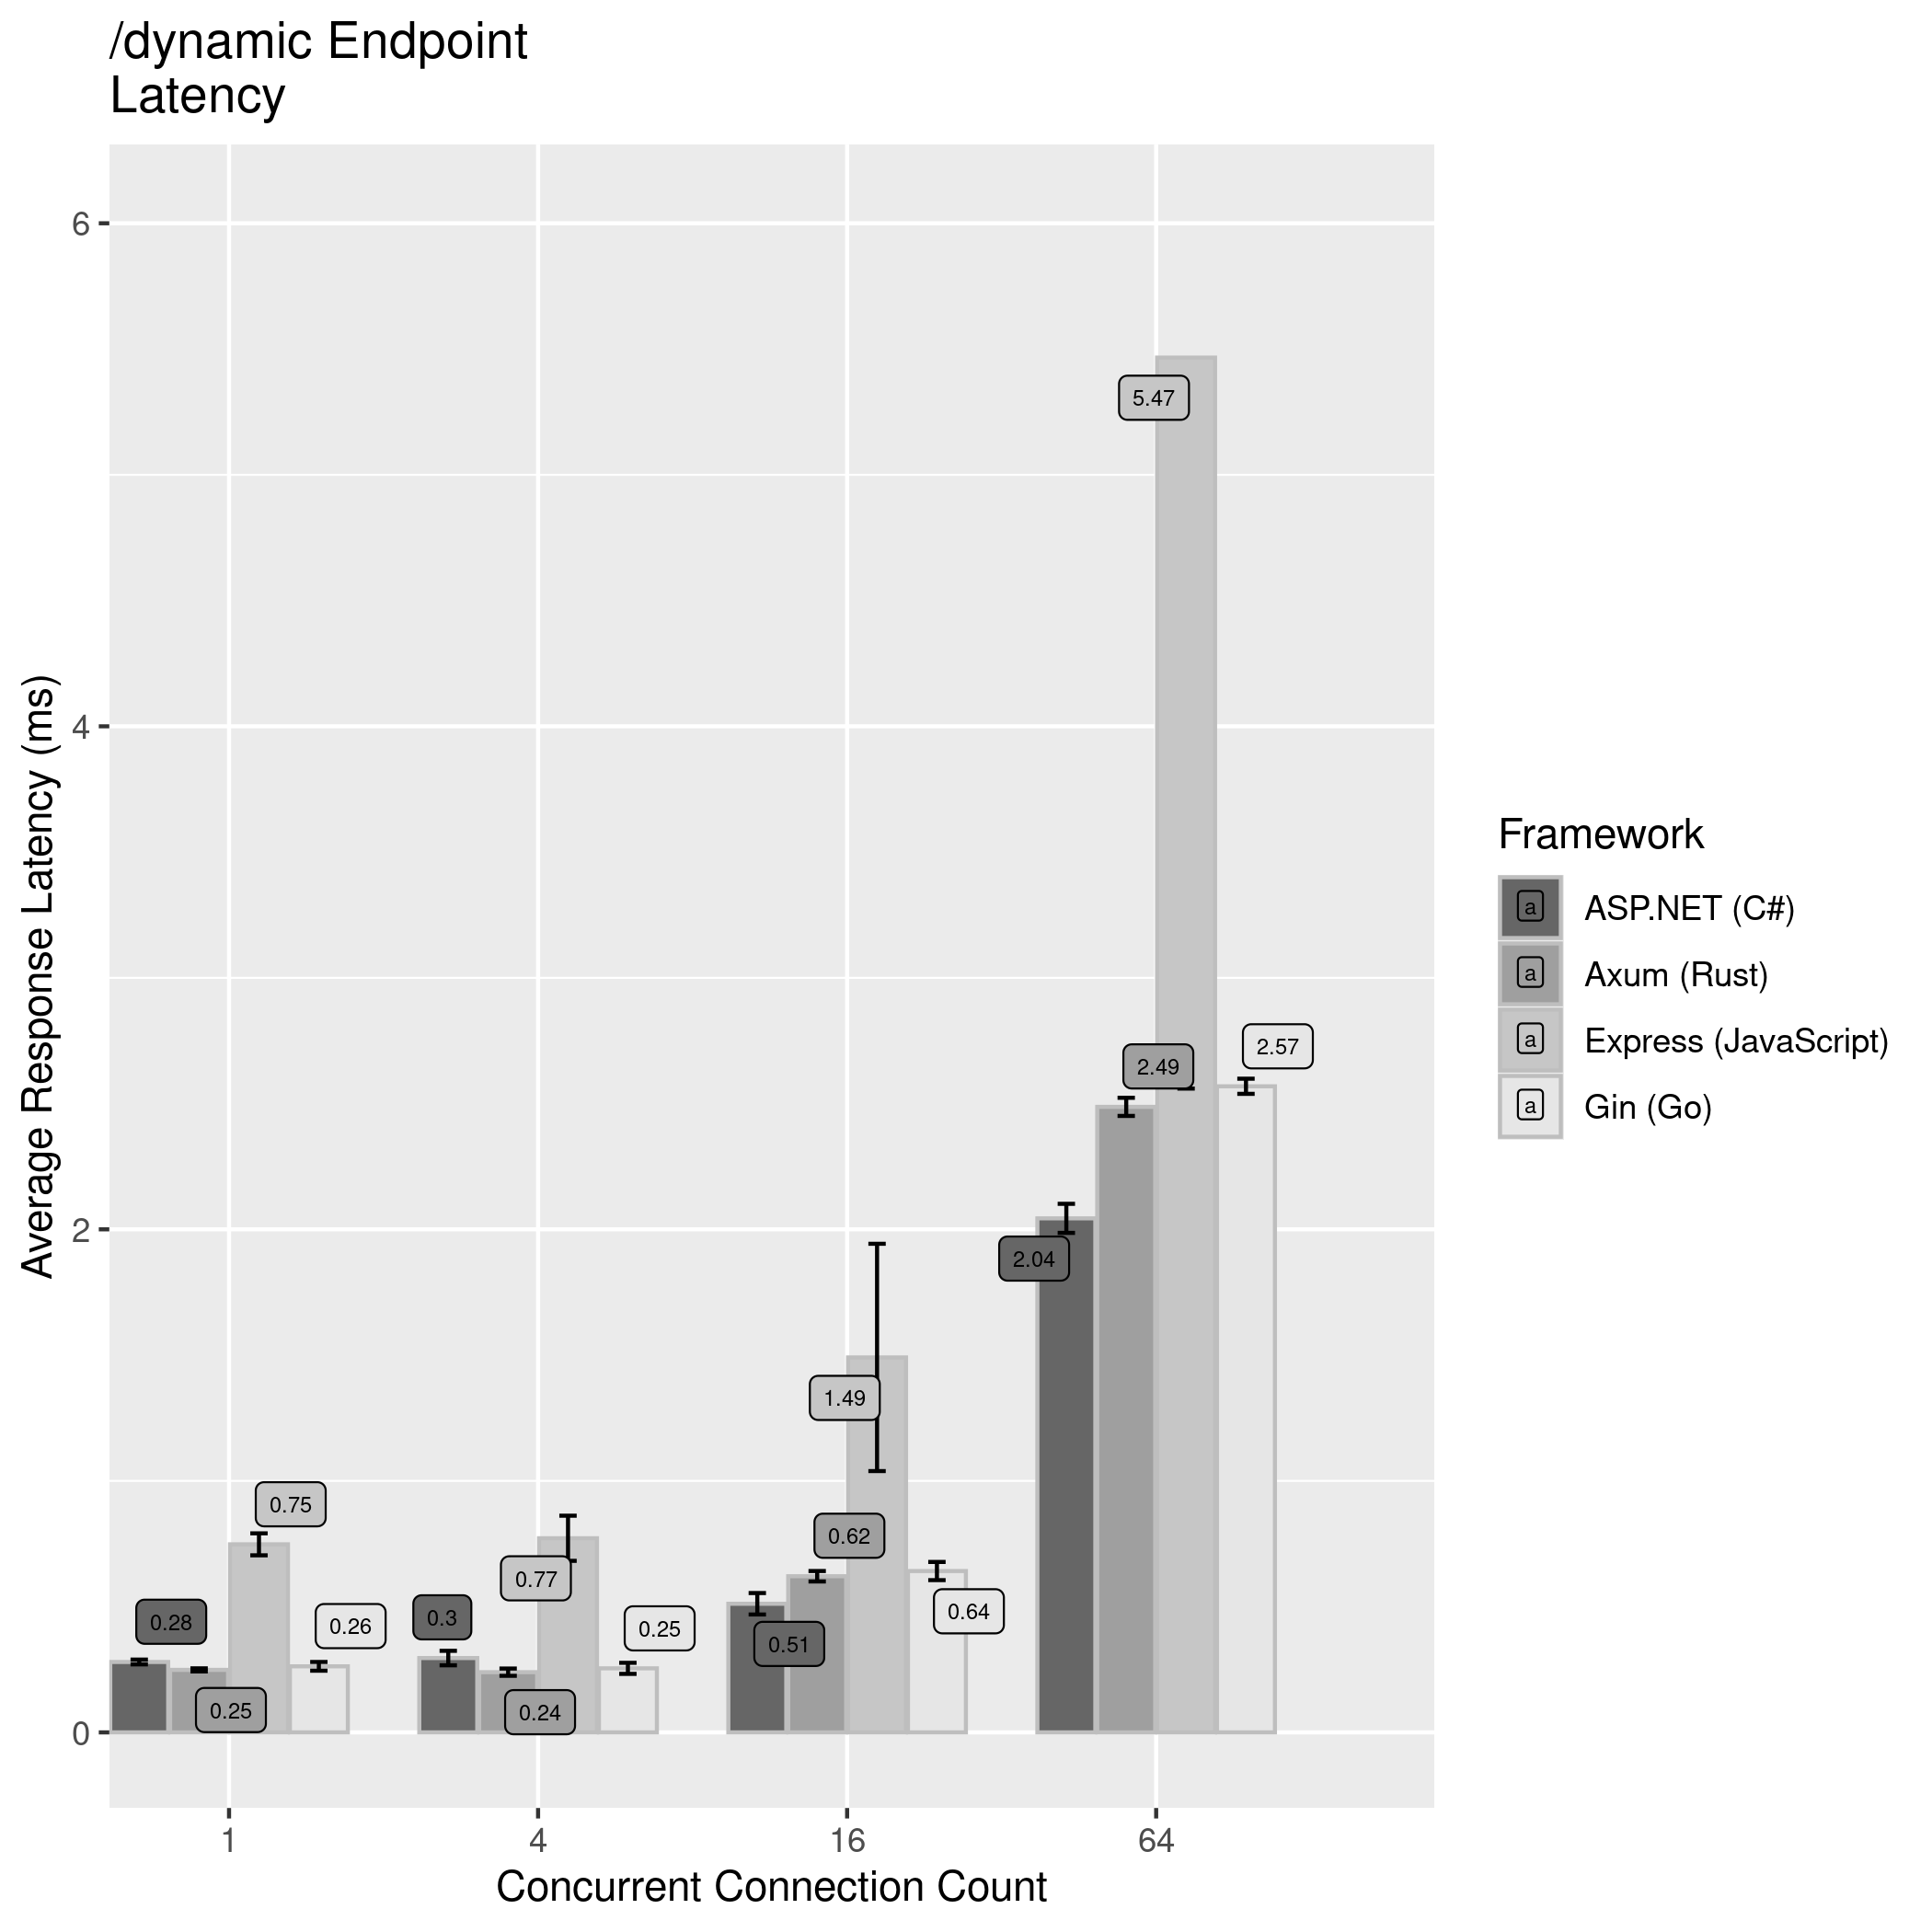 /dynamic Endpoint
Latency
Average Response Latency (ms)
6
4
2
0
5.47
2.49
2.57
2.04
1.49
0.62
0.75
0.77
0.28
0.26
0.3
0.25
0.51
0.64
0.25
0.24
1
4
16
64
Concurrent Connection Count
Framework
a ASP.NET (C#)
a Axum (Rust)
a Express (JavaScript)
a Gin (Go)